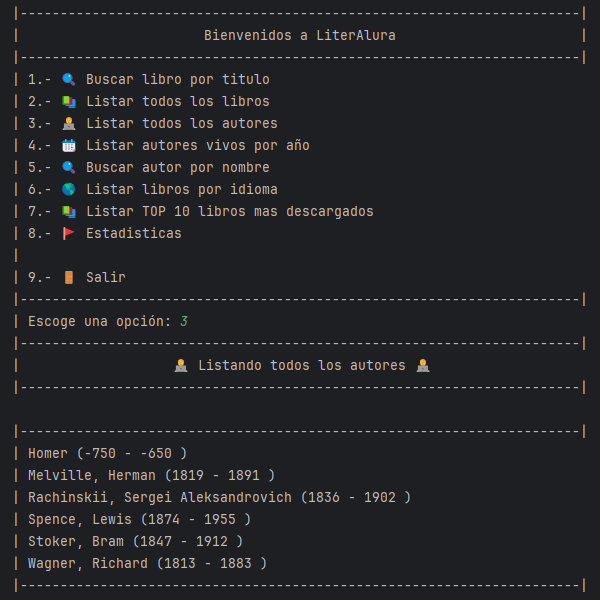 |----------------------------------------------------------------------|
| Bienvenidos a LiterAlura |
|----------------------------------------------------------------------|
| 1.- 🔍 Buscar libro por titulo
| 2.- 📚 Listar todos los libros
| 3.- 👨‍💻 Listar todos los autores
| 4.- 📅 Listar autores vivos por año
| 5.- 🔍 Buscar autor por nombre
| 6.- 🌎 Listar libros por idioma
| 7.- 📚 Listar TOP 10 libros mas descargados
| 8.- 🚩 Estadisticas
|
| 9.- 🚪 Salir
|----------------------------------------------------------------------|
| Escoge una opción: 3
|----------------------------------------------------------------------|
| 👨‍💻 Listando todos los autores 👨‍💻
|----------------------------------------------------------------------|
|----------------------------------------------------------------------|
| Homer (-750 - -650 )
| Melville, Herman (1819 - 1891 )
| Rachinskii, Sergei Aleksandrovich (1836 - 1902 )
| Spence, Lewis (1874 - 1955 )
| Stoker, Bram (1847 - 1912 )
| Wagner, Richard (1813 - 1883 )
|----------------------------------------------------------------------|